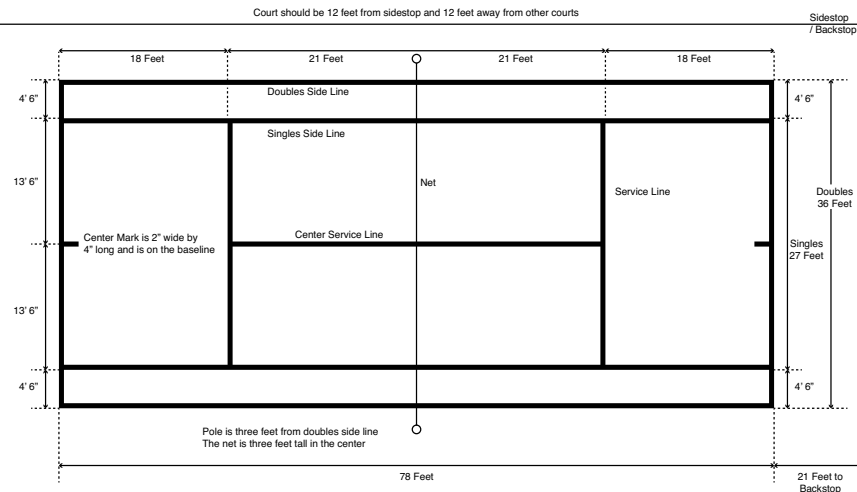 Court should be 12 feet from sidestop and 12 feet away from other courts
Sidestop
/ Backstop
18 Feet
21 Feet
21 Feet
18 Feet
4' 6"
Doubles Side Line
4' 6"
Singles Side Line
13' 6"
Net
Service Line
Doubles
36 Feet
Center Mark is 2" wide by
4" long and is on the baseline
Center Service Line
Singles
27 Feet
13' 6"
4' 6"
4' 6"
Pole is three feet from doubles side line
The net is three feet tall in the center
78 Feet
21 Feet to
Backstop